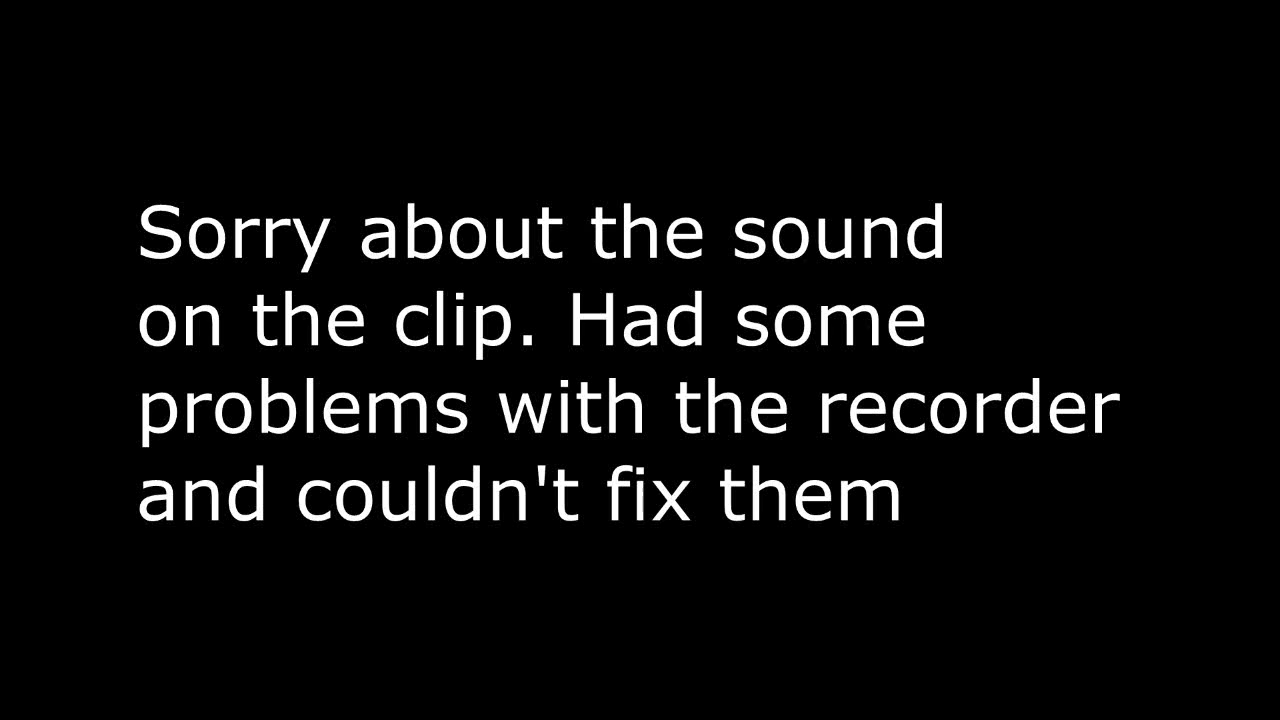 Sorry about the sound
on the clip. Had some
problems with the recorder
and couldn't fix them